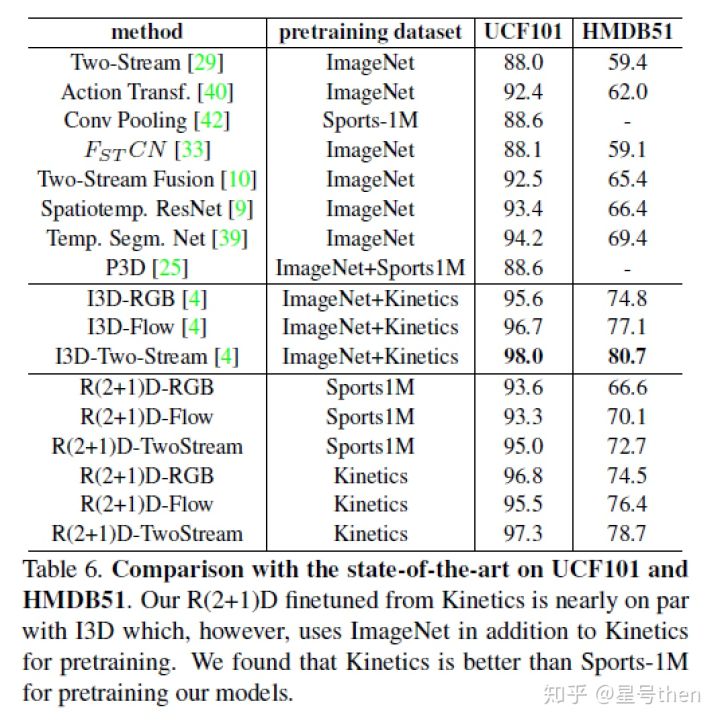 method pretraining dataset UCF101 HMDB51
Two-Stream [29] ImageNet 88.0 59.4
Action Transf. [40] ImageNet 92.4 62.0
Conv Pooling [42] Sports-1M 88.6 -
FSTCN [33] ImageNet 88.1 59.1
Two-Stream Fusion [10] ImageNet 92.5 65.4
Spatiotemp. ResNet [9] ImageNet 93.4 66.4
Temp. Segm. Net [39] ImageNet 94.2 69.4
P3D [25] ImageNet+Sports1M 88.6 -
I3D-RGB [4] ImageNet+Kinetics 95.6 74.8
I3D-Flow [4] ImageNet+Kinetics 96.7 77.1
I3D-Two-Stream [4] ImageNet+Kinetics 98.0 80.7
R(2+1)D-RGB Sports1M 93.6 66.6
R(2+1)D-Flow Sports1M 93.3 70.1
R(2+1)D-TwoStream Sports1M 95.0 72.7
R(2+1)D-RGB Kinetics 96.8 74.5
R(2+1)D-Flow Kinetics 95.5 76.4
R(2+1)D-TwoStream Kinetics 97.3 78.7
Table 6. Comparison with the state-of-the-art on UCF101 and
HMDB51. Our R(2+1)D finetuned from Kinetics is nearly on par
with I3D which, however, uses ImageNet in addition to Kinetics
for pretraining. We found that Kinetics is better than Sports-1M
for pretraining our models.
知乎 @星号then